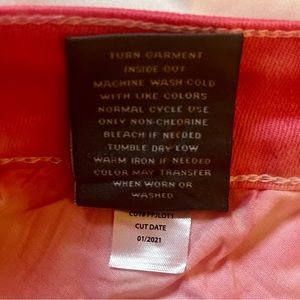 TURN GARMENT
INSIDE OUT
MACHINE WASH COLD
WITH LIKE COLORS
NORMAL CYCLE USE
ONLY NON-CHLORINE
BLEACH IF NEEDED
TUMBLE DRY LOW
WARM IRON IF NEEDED
COLOR MAY TRANSFER
WHEN WORN OR
WASHED
CUT DATE
01/2021